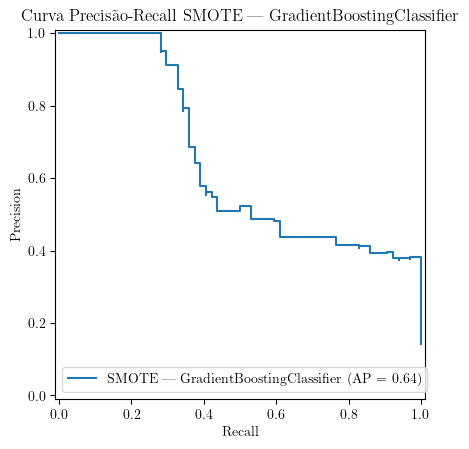 Curva Precisão-Recall SMOTE — GradientBoostingClassifier
1.0
0.8
0.6
0.4
0.2
0.0
Precision
SMOTE — GradientBoostingClassifier (AP = 0.64)
0.0 0.2 0.4 0.6 0.8 1.0
Recall